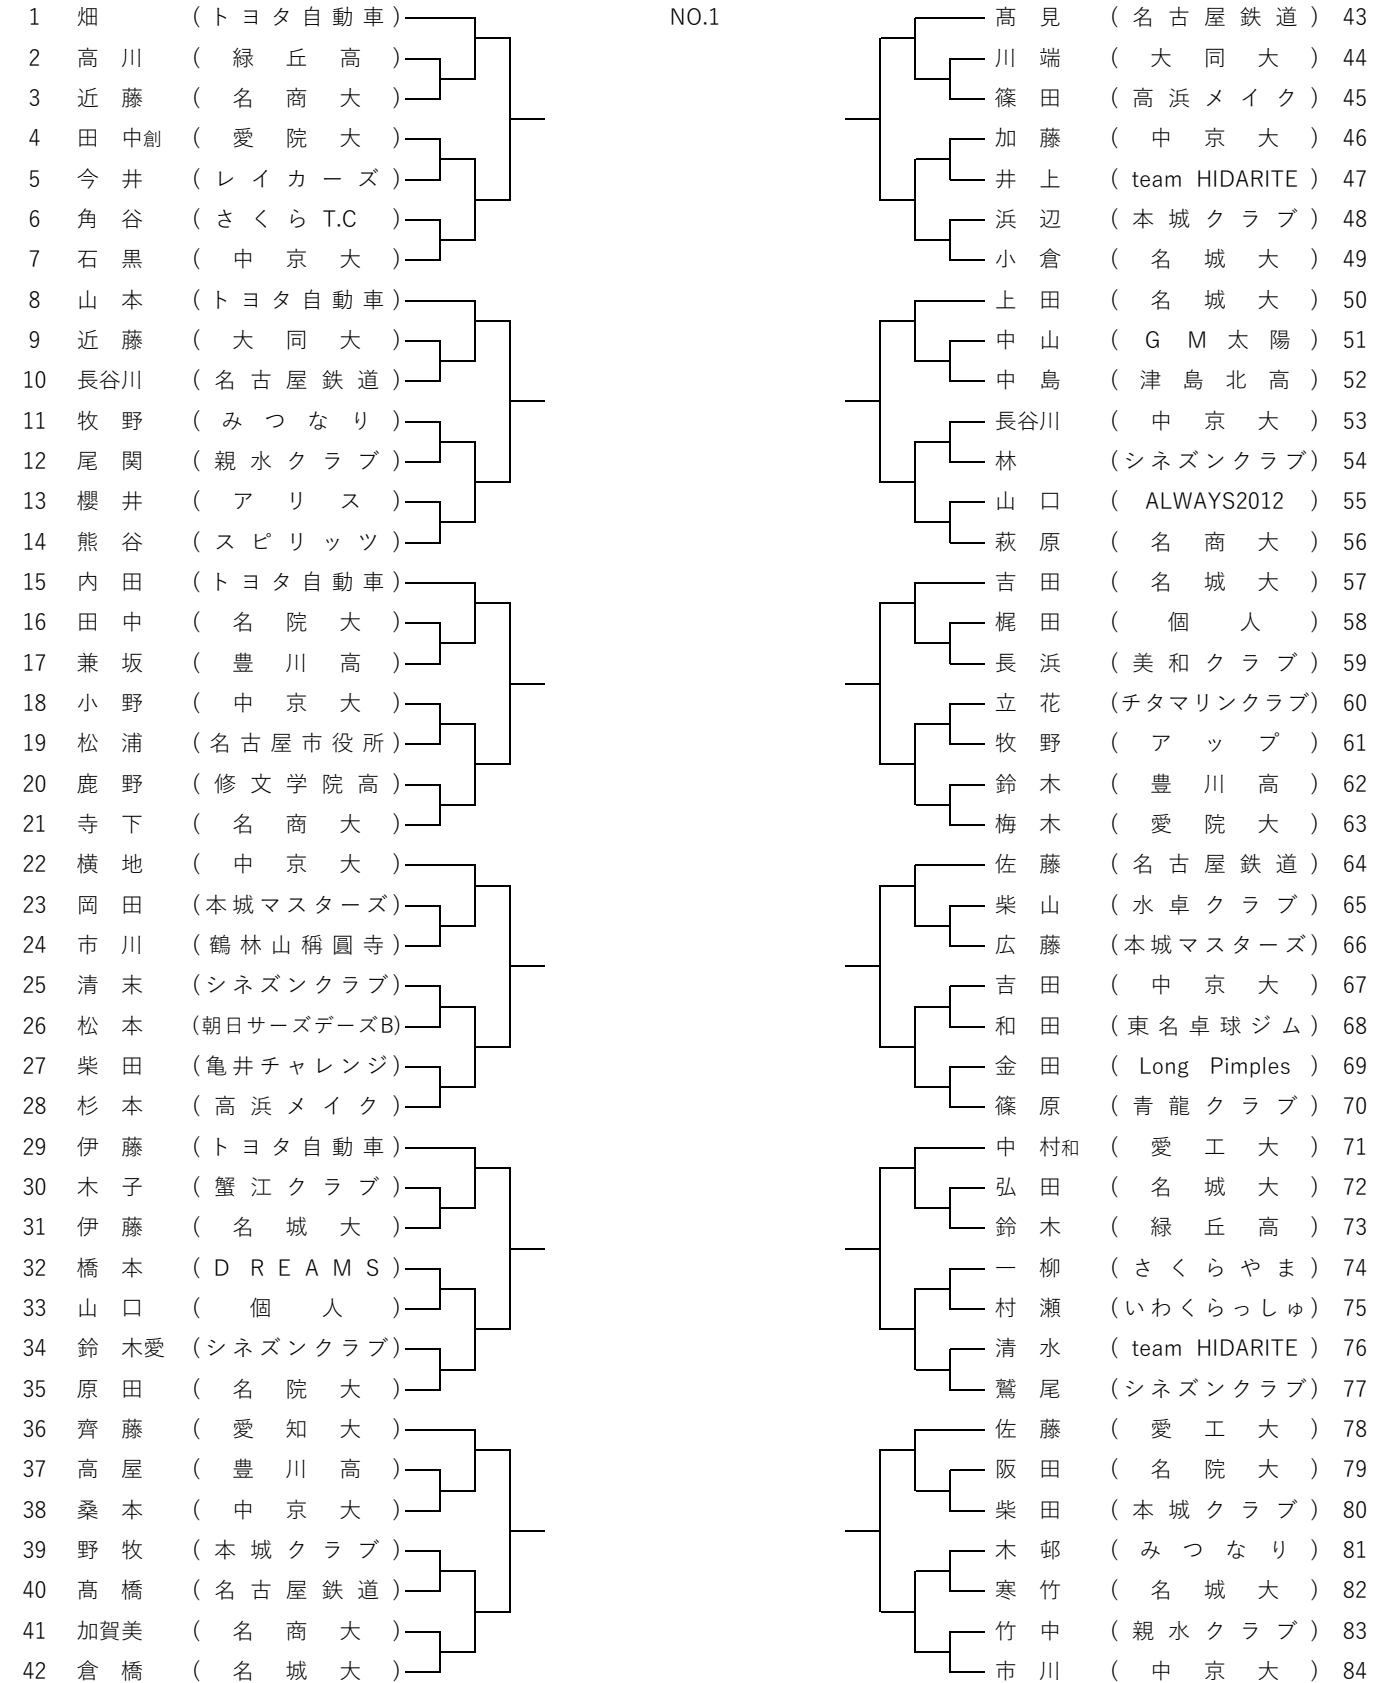 NO.1
1 畑 (トヨタ自動車)
2 高川 (緑丘高)
3 近藤 (名商大)
4 田中創 (愛院大)
5 今井 (レイカーズ)
6 角谷 (さくらT.C
7 石黒 (中京大)
8 山本 (トヨタ自動車)
9 近藤 (大同大)
10 長谷川 (名古屋鉄道)
11 牧野 (みつなり)
12 尾関 (親水クラブ)
13 櫻井 (アリス)
14 熊谷 (スピリッツ)
15 内田 (トヨタ自動車)
16 田中 (名院大)
17 兼坂 (豊川高)
18 小野 (中京大)
19 松浦 (名古屋市役所)
20 鹿野 (修文学院高)
21 寺下 (名商大)
22 横地 (中京大)
23 岡田 (本城マスターズ)
24 市川 (鶴林山稱圓寺)
25 清末 (シネズンクラブ)
26 松本 (朝日サーズデーズB)
27 柴田 (亀井チャレンジ)
28 杉本 (高浜メイク)
29 伊藤 (トヨタ自動車)
30 木子 (蟹江クラブ)
31 伊藤 (名城大)
32 橋本 (DREAMS)
33 山口 (個人)
34 鈴木愛 (シネズンクラブ)
35 原田 (名院大)
36 齊藤 (愛知大)
37 高屋 (豊川高)
38 桑本 (中京大)
39 野牧 (本城クラブ)
40 髙橋 (名古屋鉄道)
41 加賀美 (名商大)
42 倉橋 (名城大)
髙見 (名古屋鉄道) 43
川端 (大同大) 44
篠田 (高浜メイク) 45
加藤 (中京大) 46
井上 (team HIDARITE) 47
浜辺 (本城クラブ) 48
小倉 (名城大) 49
上田 (名城大) 50
中山 (GM太陽) 51
中島 (津島北高) 52
長谷川 (中京大) 53
林 (シネズンクラブ) 54
山口 (ALWAYS2012) 55
萩原 (名商大) 56
吉田 (名城大) 57
梶田 (個人) 58
長浜 (美和クラブ) 59
立花 (チタマリンクラブ) 60
牧野 (アップ) 61
鈴木 (豊川高) 62
梅木 (愛院大) 63
佐藤 (名古屋鉄道) 64
柴山 (水卓クラブ) 65
広藤 (本城マスターズ) 66
吉田 (中京大) 67
和田 (東名卓球ジム) 68
金田 (Long Pimples) 69
篠原 (青龍クラブ) 70
中村和 (愛工大) 71
弘田 (名城大) 72
鈴木 (緑丘高) 73
一柳 (さくらやま) 74
村瀬 (いわくらっしゅ) 75
清水 (team HIDARITE) 76
鷲尾 (シネズンクラブ) 77
佐藤 (愛工大) 78
阪田 (名院大) 79
柴田 (本城クラブ) 80
木邨 (みつなり) 81
寒竹 (名城大) 82
竹中 (親水クラブ) 83
市川 (中京大) 84